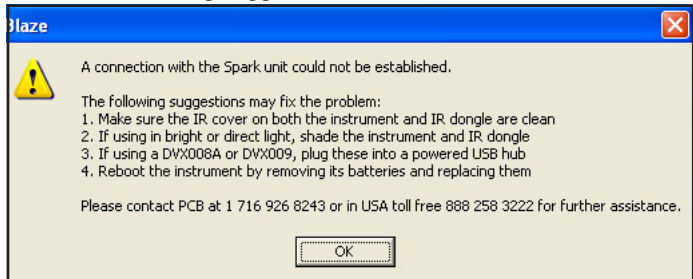 Blaze
A connection with the Spark unit could not be established.
The following suggestions may fix the problem:
1. Make sure the IR cover on both the instrument and IR dongle are clean
2. If using in bright or direct light, shade the instrument and IR dongle
3. If using a DVX008A or DVX009, plug these into a powered USB hub
4. Reboot the instrument by removing its batteries and replacing them
Please contact PCB at 1 716 926 8243 or in USA toll free 888 258 3222 for further assistance.
OK